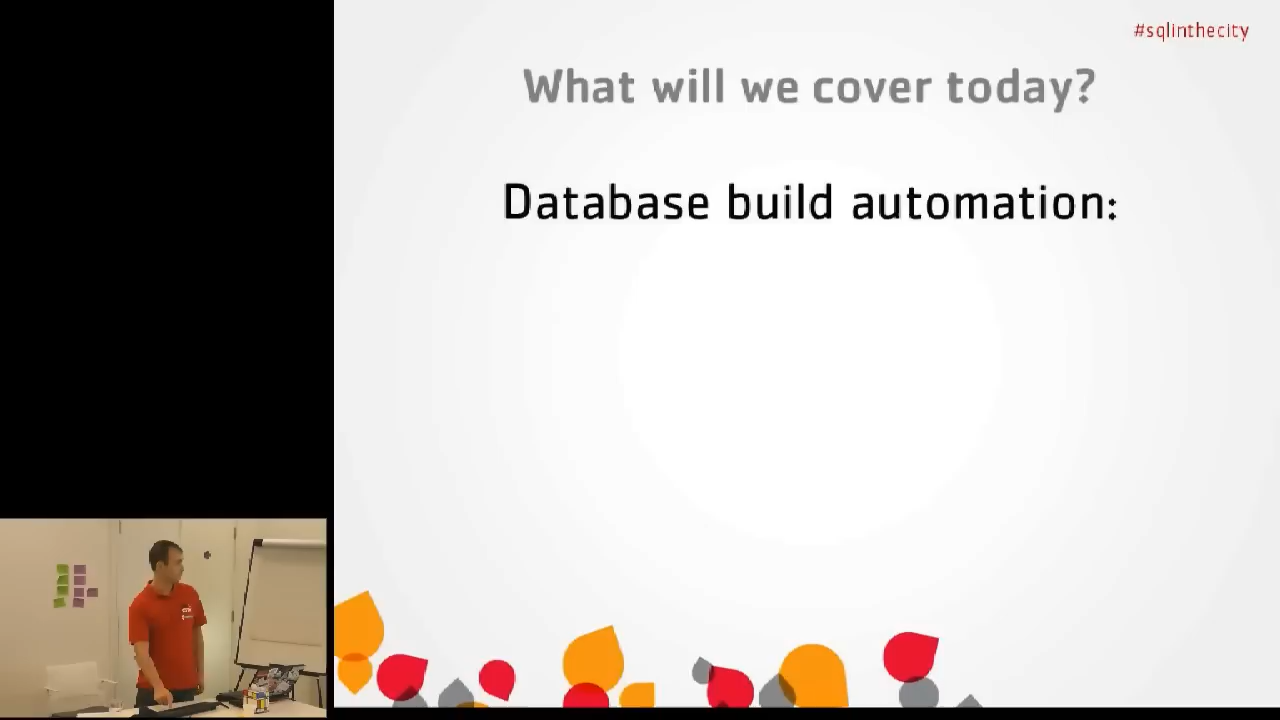 #sqlinthecity
What will we cover today?
Database build automation: